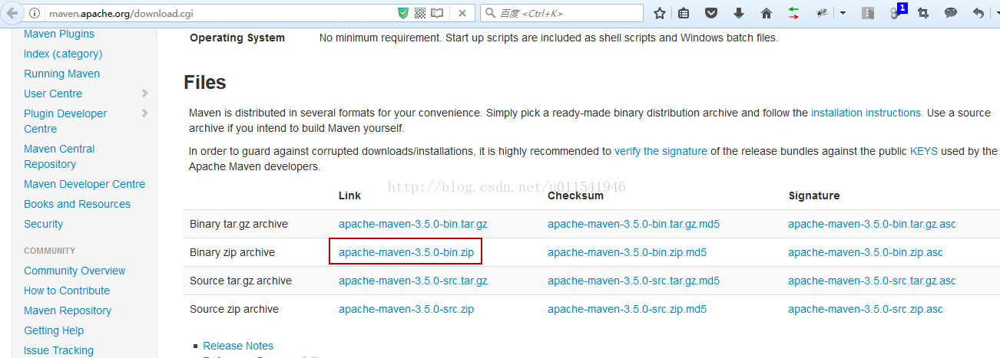 maven.apache.org/download.cgi
百度 <Ctrl+K>
1
Maven Plugins
Index (category)
Running Maven
User Centre
Plugin Developer
Centre
Maven Central
Repository
Maven Developer Centre
Books and Resources
Security
COMMUNITY
Community Overview
How to Contribute
Maven Repository
Getting Help
Issue Tracking
Operating System No minimum requirement. Start up scripts are included as shell scripts and Windows batch files.
Files
Maven is distributed in several formats for your convenience. Simply pick a ready-made binary distribution archive and follow the installation instructions. Use a source
archive if you intend to build Maven yourself.
In order to guard against corrupted downloads/installations, it is highly recommended to verify the signature of the release bundles against the public KEYS used by the
Apache Maven developers.
http://blog.csdn.net/u011541946
Link Checksum Signature
Binary tar.gz archive apache-maven-3.5.0-bin.tar.gz apache-maven-3.5.0-bin.tar.gz.md5 apache-maven-3.5.0-bin.tar.gz.asc
Binary zip archive apache-maven-3.5.0-bin.zip apache-maven-3.5.0-bin.zip.md5 apache-maven-3.5.0-bin.zip.asc
Source tar.gz archive apache-maven-3.5.0-src.tar.gz apache-maven-3.5.0-src.tar.gz.md5 apache-maven-3.5.0-src.tar.gz.asc
Source zip archive apache-maven-3.5.0-src.zip apache-maven-3.5.0-src.zip.md5 apache-maven-3.5.0-src.zip.asc
Release Notes